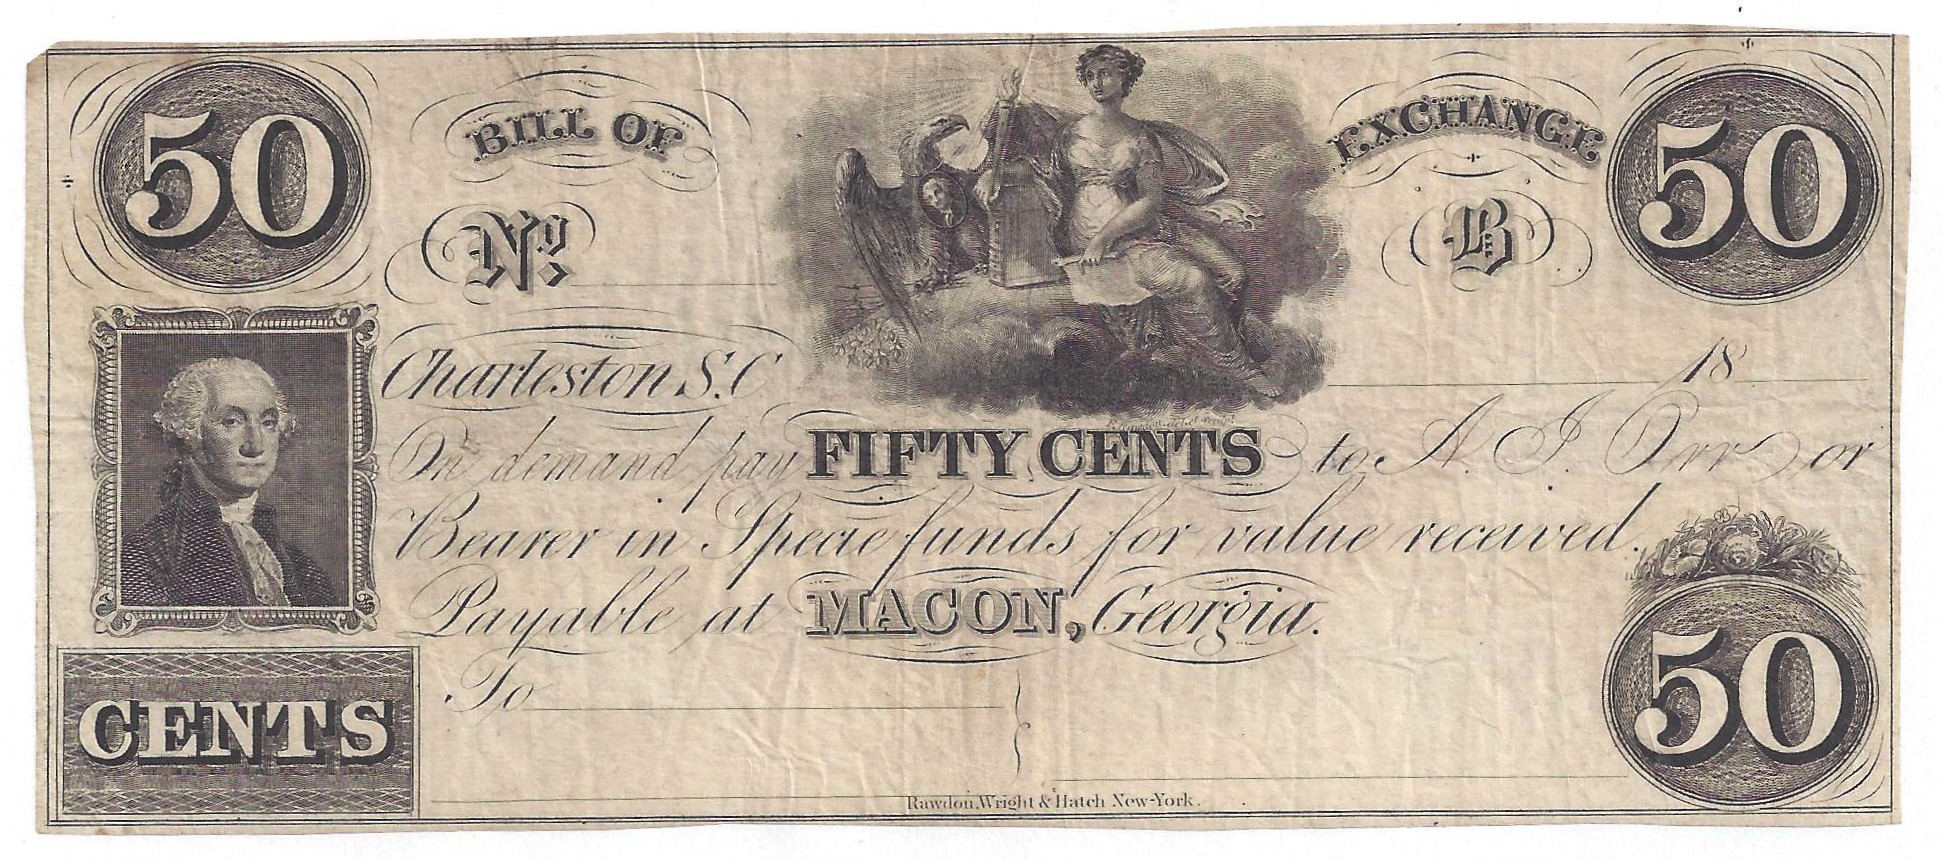 50 BILL OF EXCHANGE 50
No. B
Charleston S.C 18
On demand pay FIFTY CENTS to A. J. Orr or
Bearer in Specie funds for value received.
Payable at MACON, Georgia.
To
CENTS 50
Rawdon, Wright & Hatch New-York.